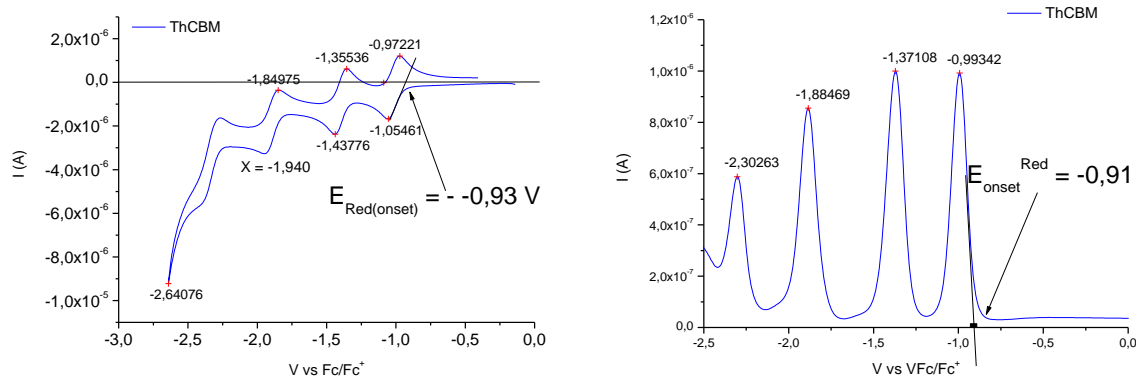 ThCBM
2,0x10⁻⁶
0,0
-2,0x10⁻⁶
-4,0x10⁻⁶
-6,0x10⁻⁶
-8,0x10⁻⁶
-1,0x10⁻⁵
I (A)
-0,97221
-1,35536
-1,84975
-1,05461
-1,43776
X = -1,940
E Red(onset) = - -0,93 V
-2,64076
-3,0 -2,5 -2,0 -1,5 -1,0 -0,5 0,0
V vs Fc/Fc⁺
ThCBM
1,2x10⁻⁶
1,0x10⁻⁶
8,0x10⁻⁷
6,0x10⁻⁷
4,0x10⁻⁷
2,0x10⁻⁷
0,0
I (A)
-1,37108
-0,99342
-1,88469
-2,30263
E onset Red = -0,91
-2,5 -2,0 -1,5 -1,0 -0,5 0,0
V vs VFc/Fc⁺